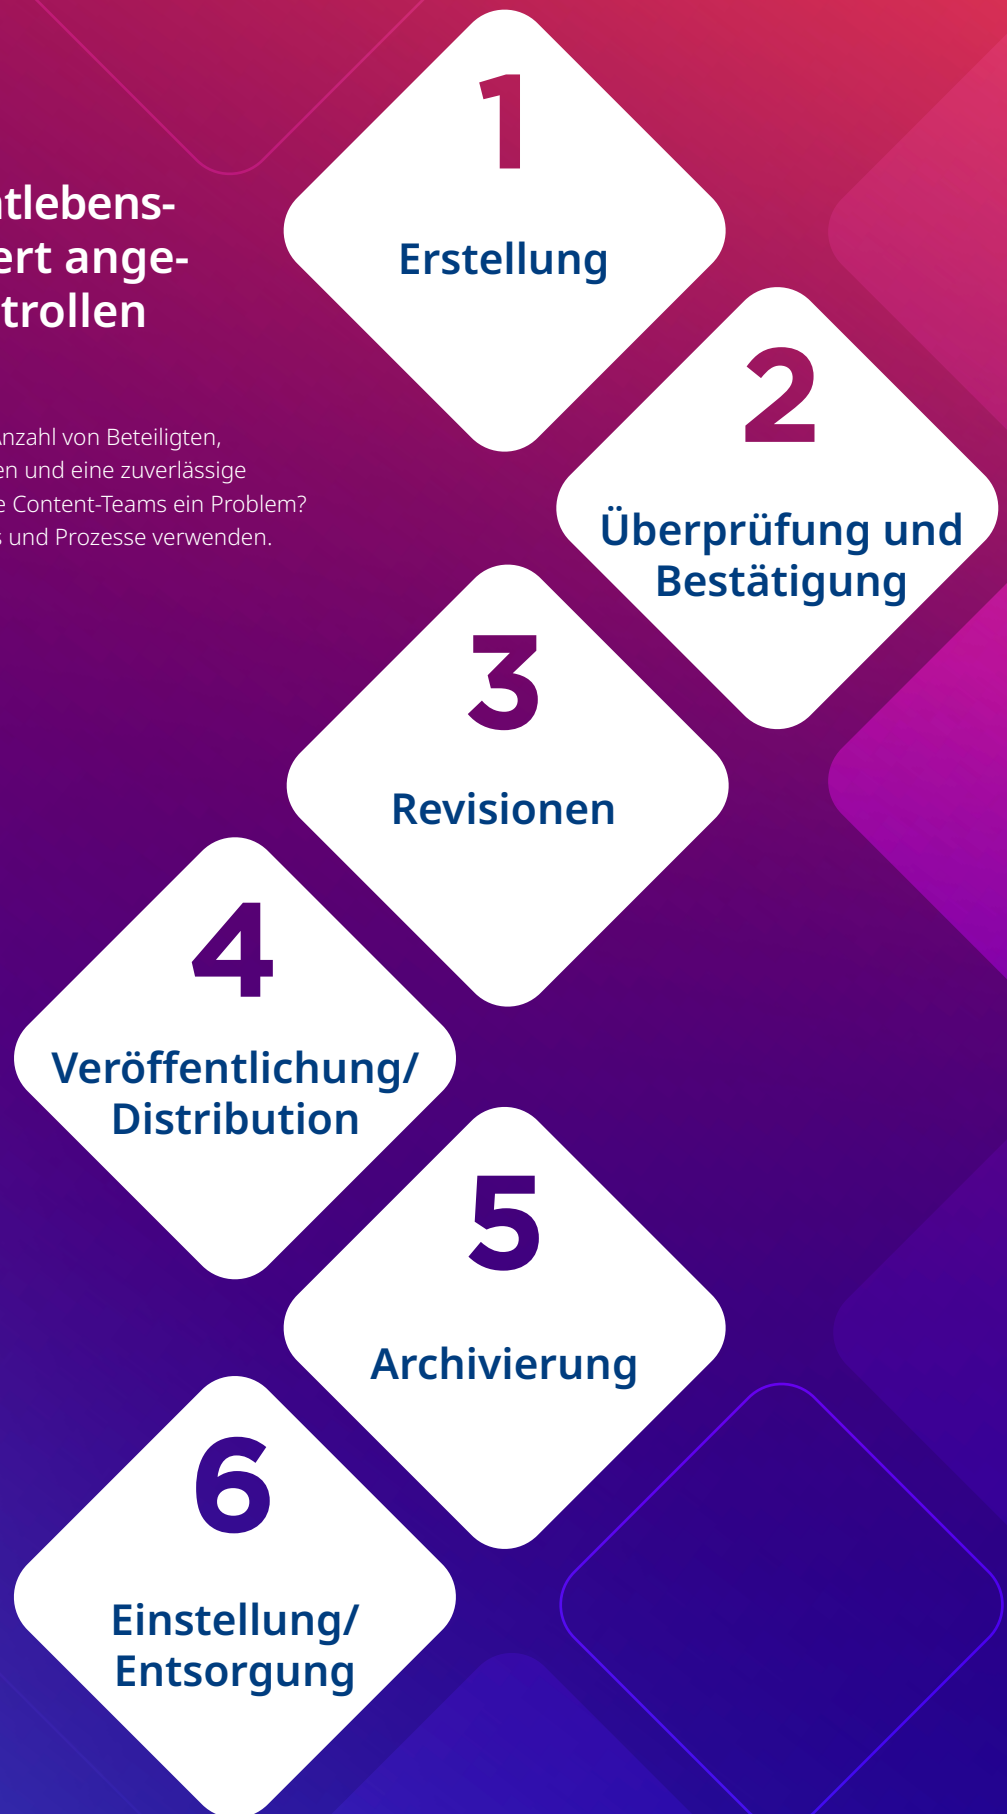 1
Erstellung
tlebens-
ert ange-
trollen
Anzahl von Beteiligten,
en und eine zuverlässige
e Content-Teams ein Problem?
s und Prozesse verwenden.
2
Überprüfung und
Bestätigung
3
Revisionen
4
Veröffentlichung/
Distribution
5
Archivierung
6
Einstellung/
Entsorgung